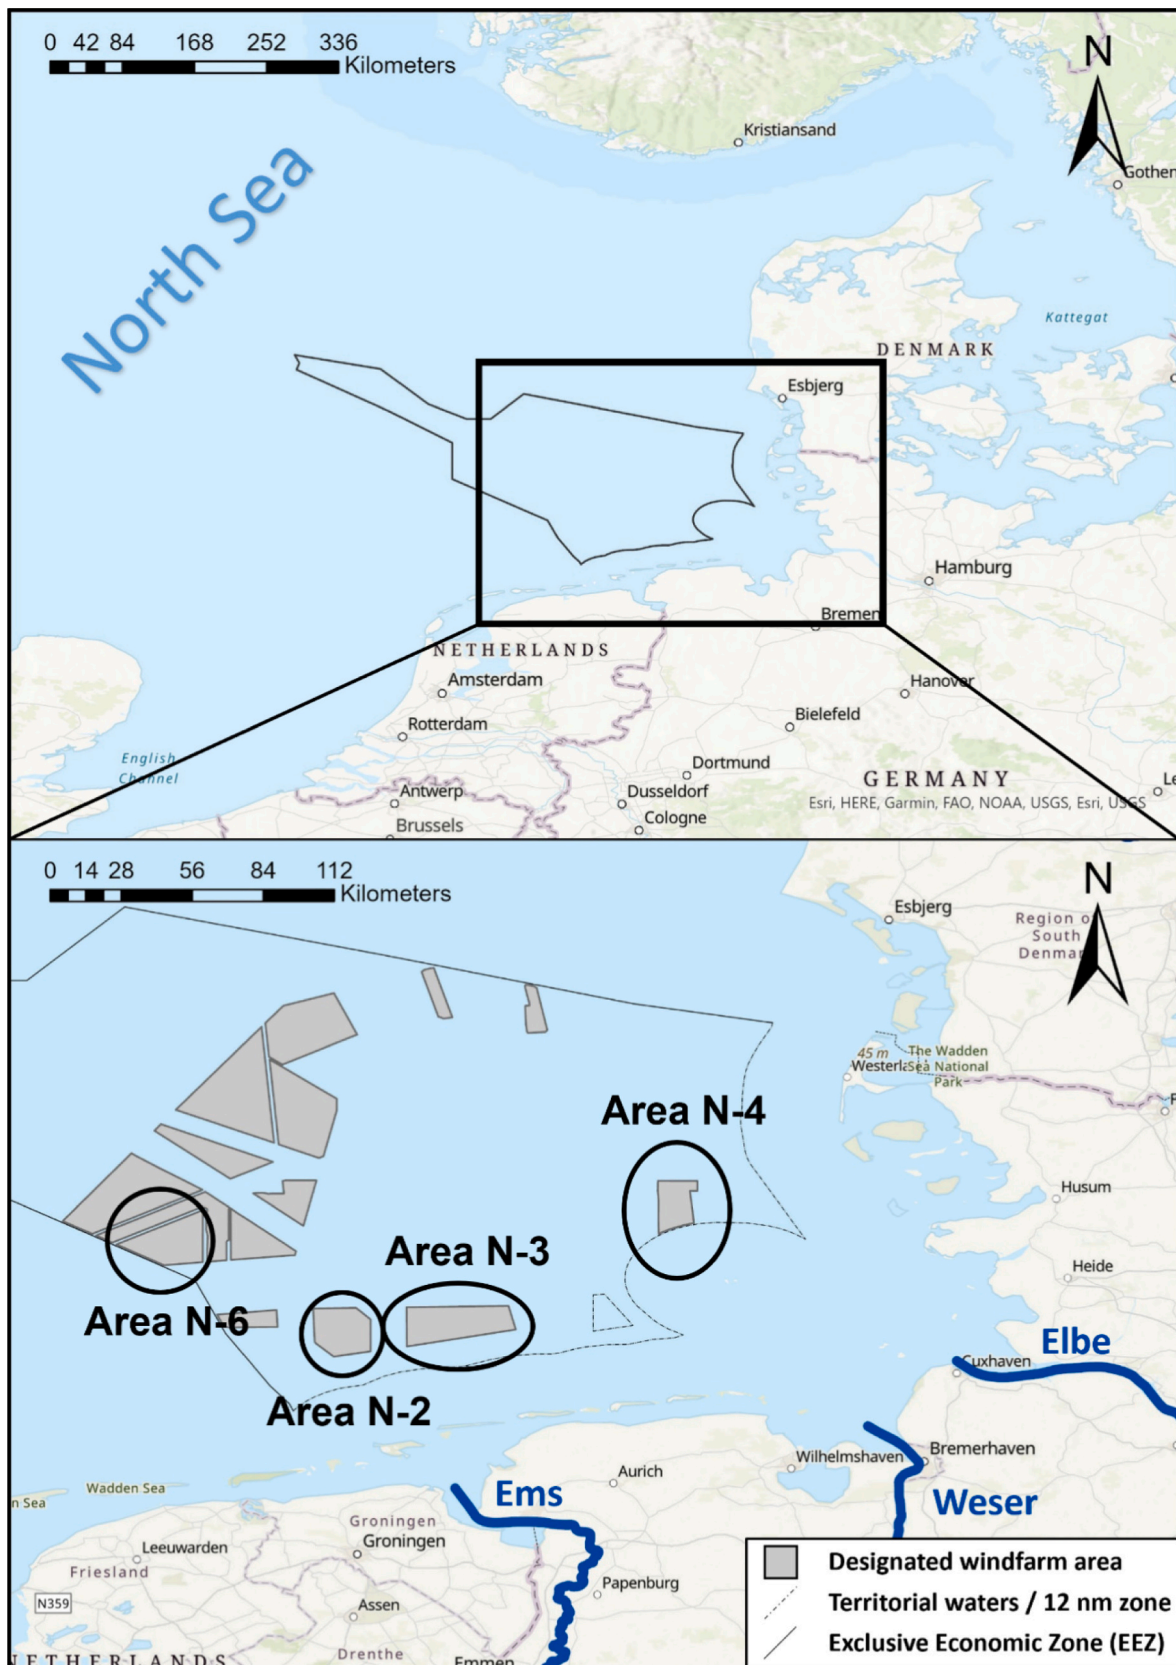 0 42 84 168 252 336
Kilometers
N
Kristiansand
Gothen
North Sea
Kattegat
DENMARK
Esbjerg
Hamburg
Bremen
NETHERLANDS
Amsterdam
Hanover
Rotterdam
Bielefeld
English
Channel
Dortmund
GERMANY
Le
Antwerp
Dusseldorf
Esri, HERE, Garmin, FAO, NOAA, USGS, Esri, USGS
Brussels
Cologne
0 14 28 56 84 112
Kilometers
N
Esbjerg
Region o
South
Denmar
45 m
The Wadden
Sea National
Park
Westerla
Area N-4
Husum
Area N-3
Heide
Area N-6
Elbe
Cuxhaven
Area N-2
Wilhelmshaven
Bremerhaven
Aurich
Wadden Sea
n Sea
Ems
Weser
Groningen
Groningen
Leeuwarden
Friesland
Papenburg
N359
Assen
Drenthe
Emmen
NETHERLANDS
Designated windfarm area
Territorial waters / 12 nm zone
Exclusive Economic Zone (EEZ)